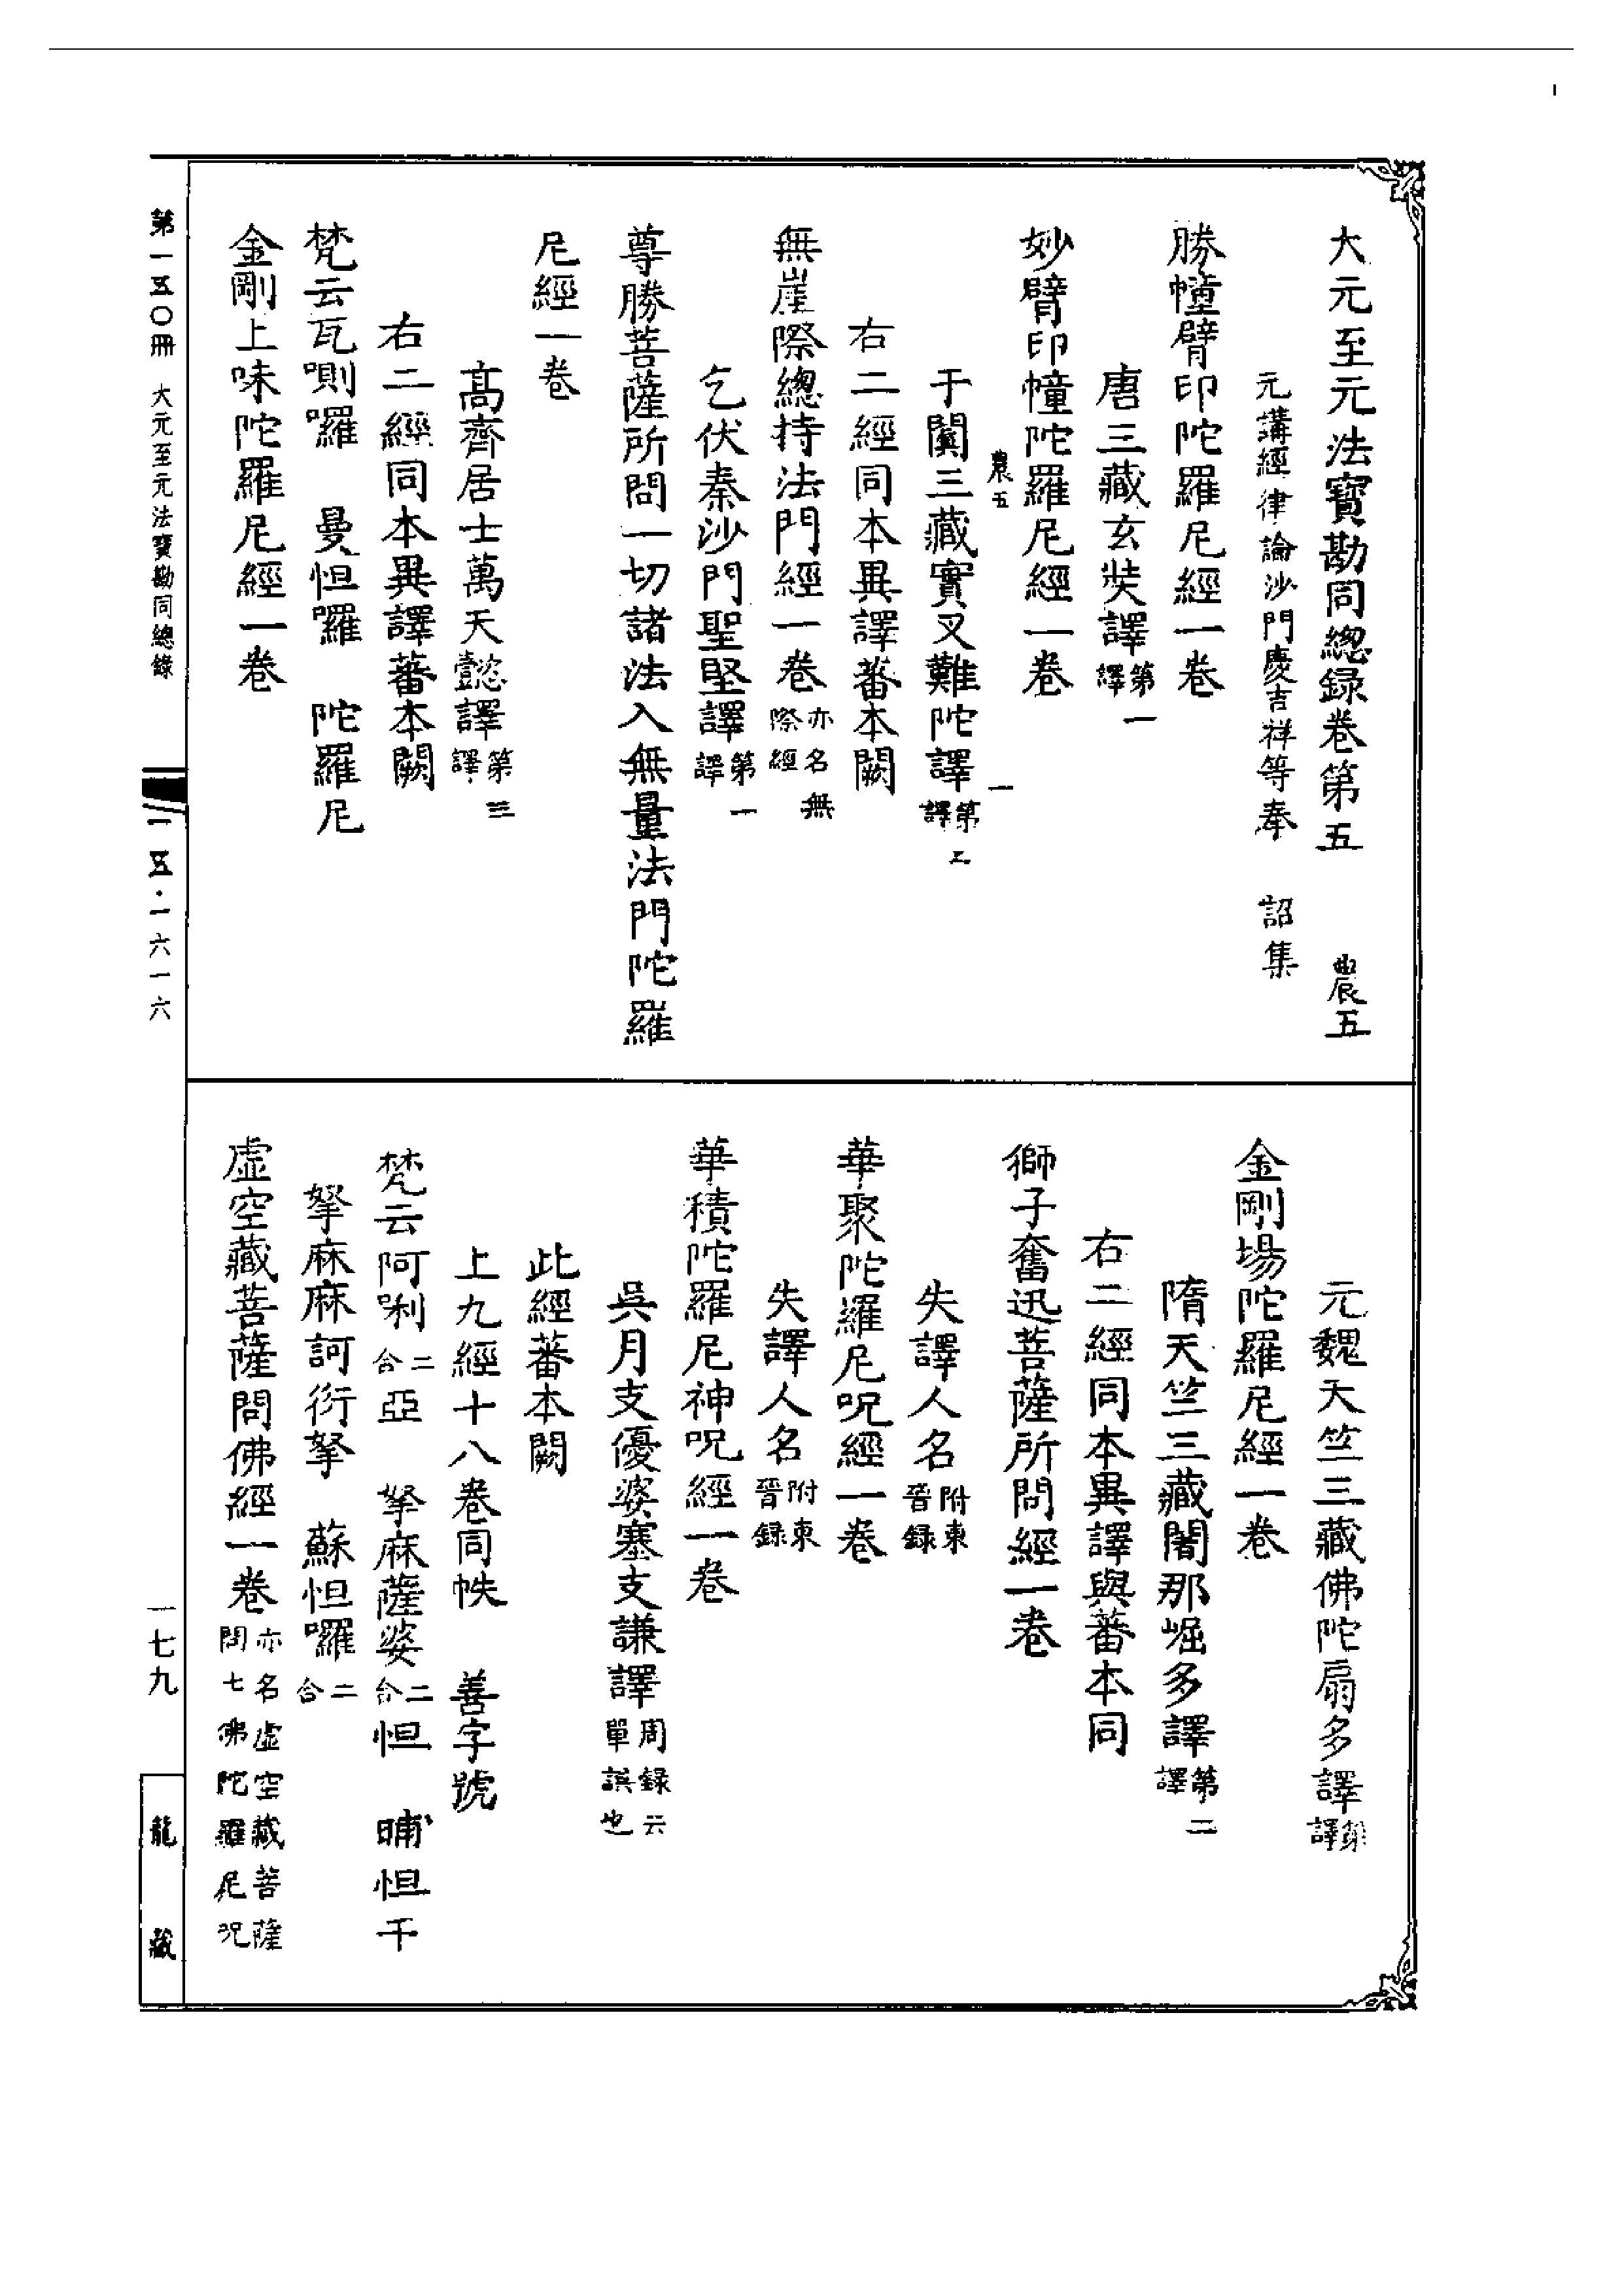 大元至元法寶勘同總録卷第五　農五
元講經律論沙門慶吉祥等奉　詔集
勝幢臂印陀羅尼經一卷
唐三藏玄奘譯第一譯
妙臂印幢陀羅尼經一卷
農五　一
于闐三藏實叉難陀譯第二譯
右二經同本異譯蕃本闕
無崖際總持法門經一卷亦名無際經
乞伏秦沙門聖堅譯第一譯
尊勝菩薩所問一切諸法入無量法門陀羅
尼經一卷
高齊居士萬天懿譯第三譯
右二經同本異譯蕃本闕
梵云瓦唎囉　曼怛囉　陀羅尼
金剛上味陀羅尼經一卷
元魏天竺三藏佛陀扇多譯第譯
金剛場陀羅尼經一卷
隋天竺三藏闍那崛多譯第二譯
右二經同本異譯與蕃本同
獅子奮迅菩薩所問經一卷
失譯人名附東晉録
華聚陀羅尼呪經一卷
失譯人名附東晉録
華積陀羅尼神呪經一卷
吳月支優婆塞支謙譯周録云單誤也
此經蕃本闕
上九經十八卷同帙　善字號
梵云阿唎二合亞　拏麻薩婆二合怛　晡怛干
拏麻麻訶衍拏　蘇怛囉二合
虛空藏菩薩問佛經一卷亦名虛空藏菩薩問七佛陀羅尼呪
第一五〇冊　大元至元法寶勘同總錄
一五·一六一六
一七九
龍藏